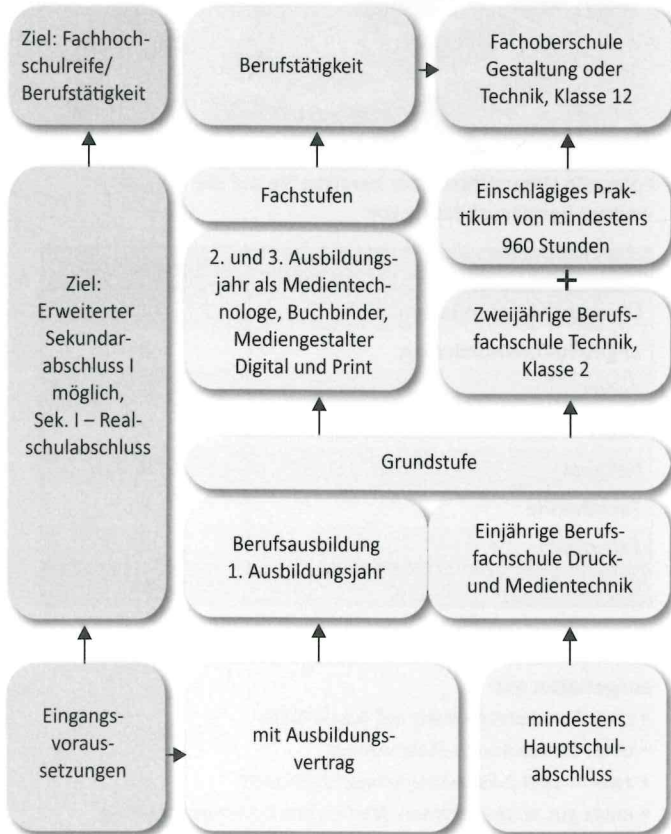 Ziel: Fachhoch-
schulreife/
Berufstätigkeit
Berufstätigkeit
Fachoberschule
Gestaltung oder
Technik, Klasse 12
Fachstufen
Einschlägiges Prak-
tikum von mindestens
960 Stunden
+
Ziel:
Erweiterter
Sekundar-
abschluss I
möglich,
Sek. I – Real-
schulabschluss
2. und 3. Ausbildungs-
jahr als Medientech-
nologe, Buchbinder,
Mediengestalter
Digital und Print
Zweijährige Berufs-
fachschule Technik,
Klasse 2
Grundstufe
Berufsausbildung
1. Ausbildungsjahr
Einjährige Berufs-
fachschule Druck-
und Medientechnik
Eingangs-
voraus-
setzungen
mit Ausbildungs-
vertrag
mindestens
Hauptschul-
abschluss